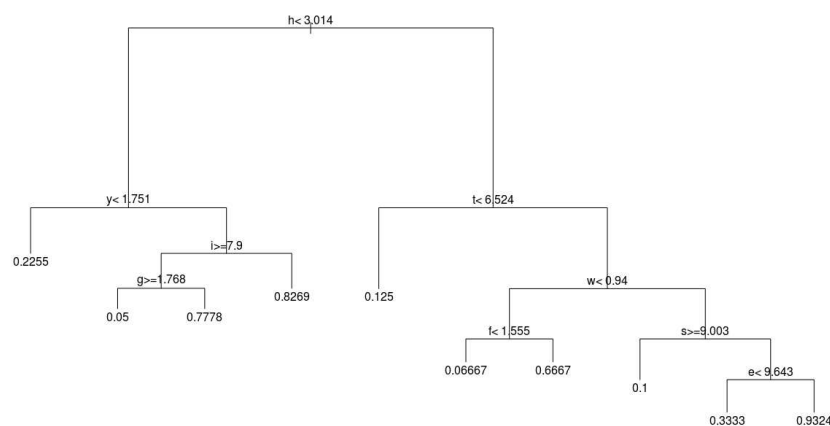 h< 3.014
y< 1.751
t< 6.524
0.2255
i>=7.9
0.125
g>=1.768
0.8269
w< 0.94
0.05
0.7778
f< 1.555
s>=9.003
0.06667
0.6667
0.1
e< 9.643
0.3333
0.9324